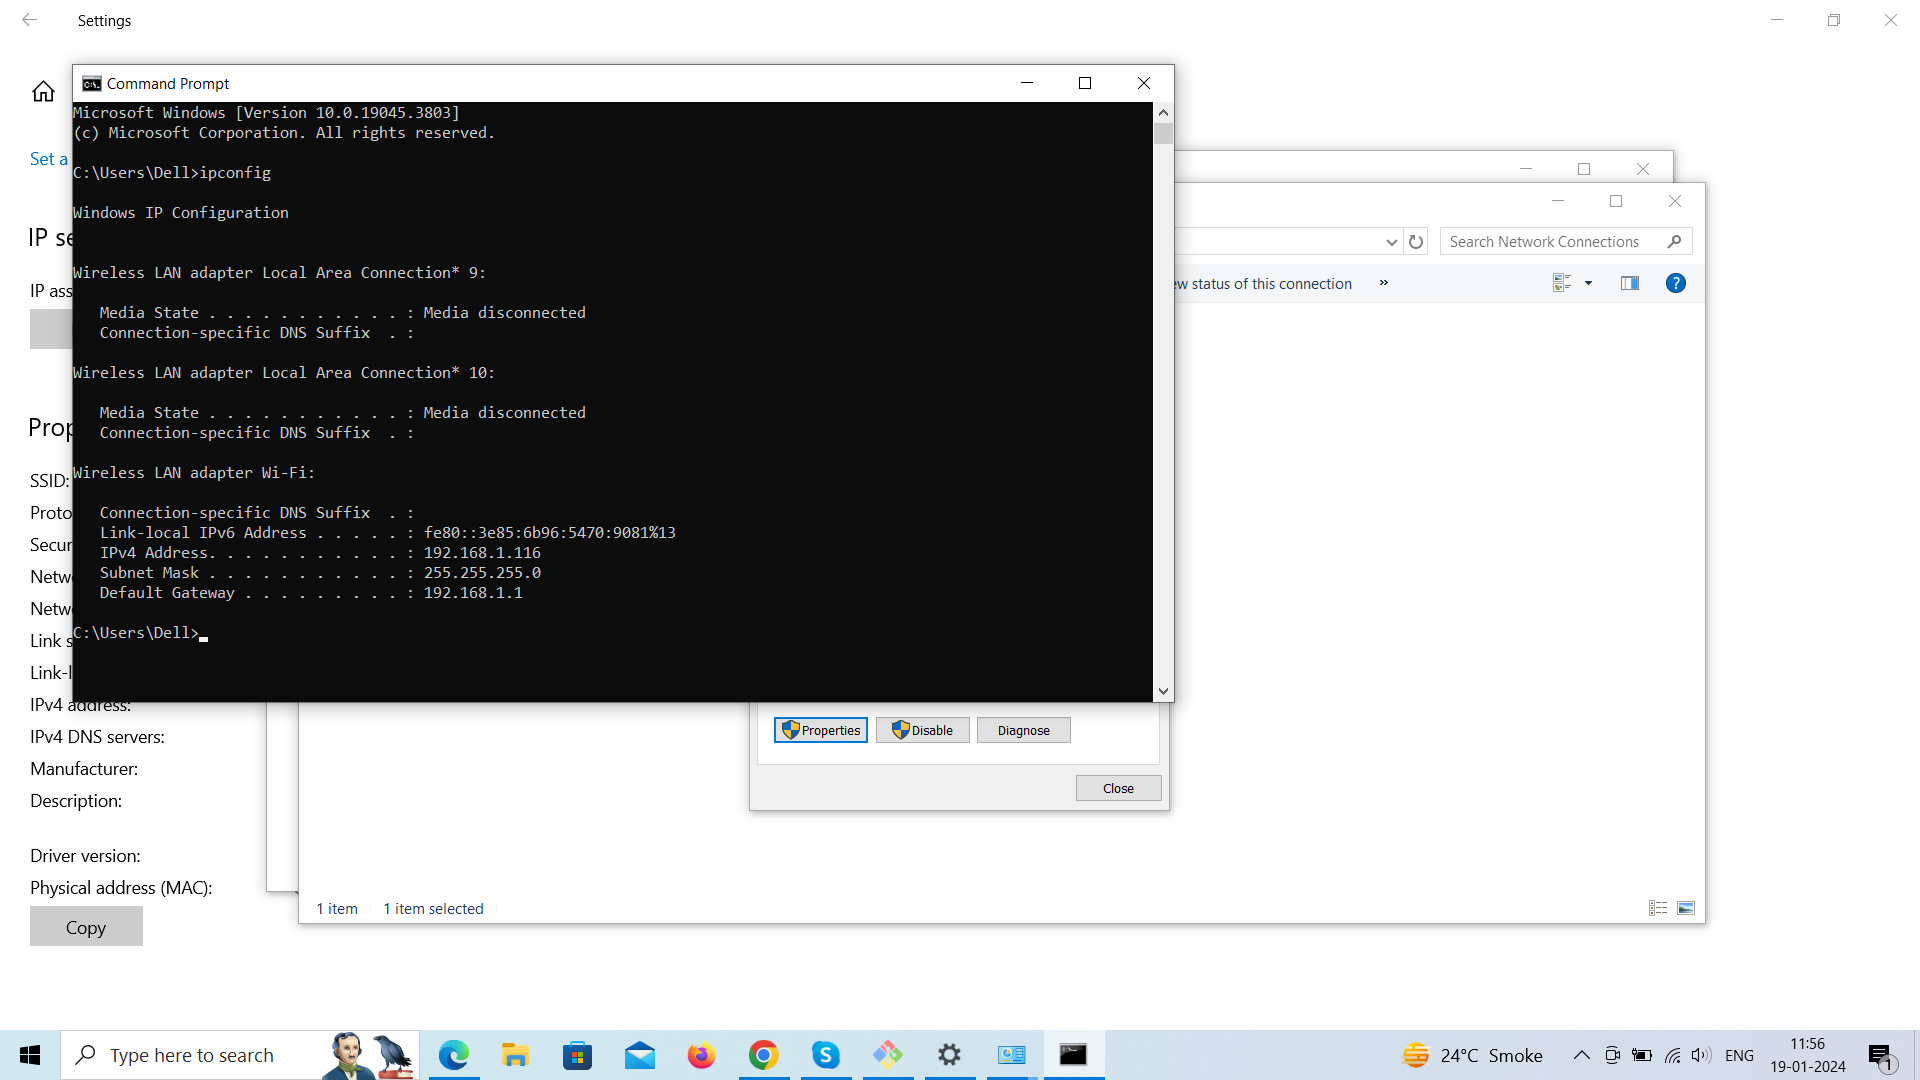 Settings
Command Prompt
Microsoft Windows [Version 10.0.19045.3803]
(c) Microsoft Corporation. All rights reserved.
C:\Users\Dell>ipconfig
Windows IP Configuration
Wireless LAN adapter Local Area Connection* 9:
Media State . . . . . . . . . . . : Media disconnected
Connection-specific DNS Suffix  . :
Wireless LAN adapter Local Area Connection* 10:
Media State . . . . . . . . . . . : Media disconnected
Connection-specific DNS Suffix  . :
Wireless LAN adapter Wi-Fi:
Connection-specific DNS Suffix  . :
Link-local IPv6 Address . . . . . : fe80::3e85:6b96:5470:9081%13
IPv4 Address. . . . . . . . . . . : 192.168.1.116
Subnet Mask . . . . . . . . . . . : 255.255.255.0
Default Gateway . . . . . . . . . : 192.168.1.1
C:\Users\Dell>
Set a
IP se
IP ass
Prop
SSID:
Proto
Secur
Netw
Netw
Link s
Link-l
IPv4 address:
IPv4 DNS servers:
Manufacturer:
Description:
Driver version:
Physical address (MAC):
Copy
Search Network Connections
ew status of this connection »
Properties Disable Diagnose
Close
1 item 1 item selected
Type here to search
24°C Smoke
ENG
11:56
19-01-2024
1